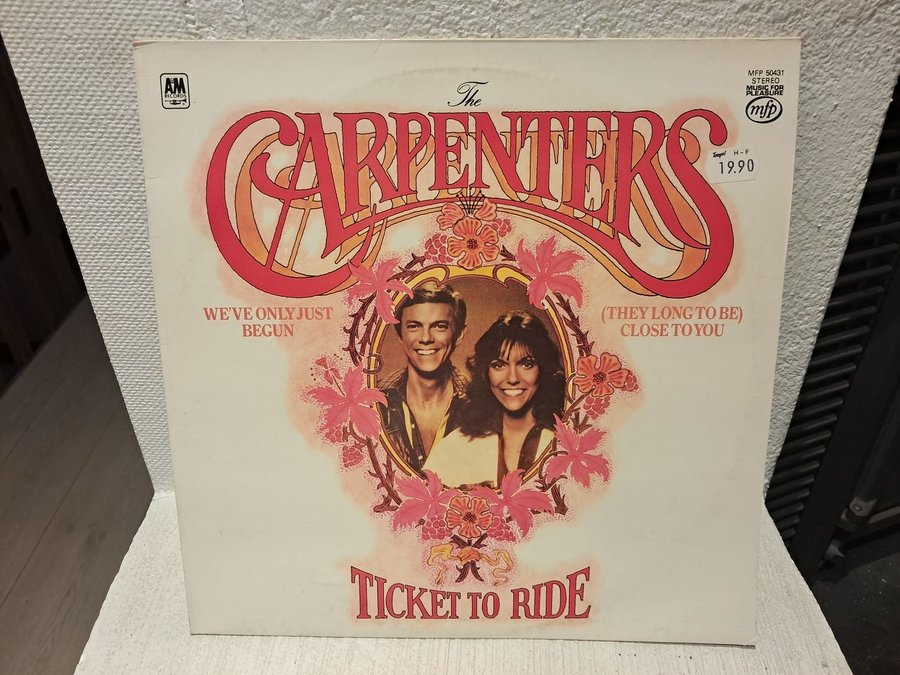 A&M
RECORDS
MFP 50431
STEREO
MUSIC FOR
PLEASURE
mfp
The
CARPENTERS
Tempel H-F
19.90
WE'VE ONLY JUST
BEGUN
(THEY LONG TO BE)
CLOSE TO YOU
TICKET TO RIDE